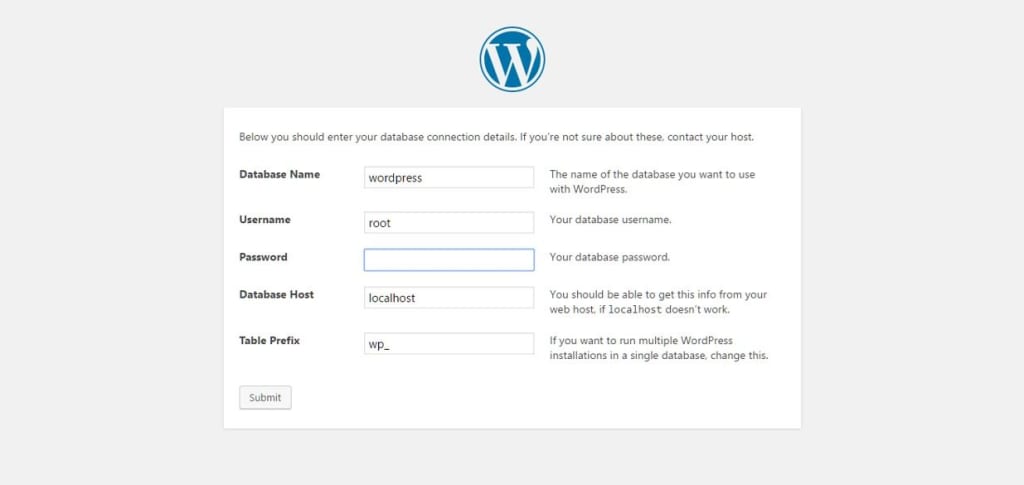 Below you should enter your database connection details. If you're not sure about these, contact your host.
Database Name
wordpress
The name of the database you want to use
with WordPress.
Username
root
Your database username.
Password
Your database password.
Database Host
localhost
You should be able to get this info from your
web host, if localhost doesn't work.
Table Prefix
wp_
If you want to run multiple WordPress
installations in a single database, change this.
Submit